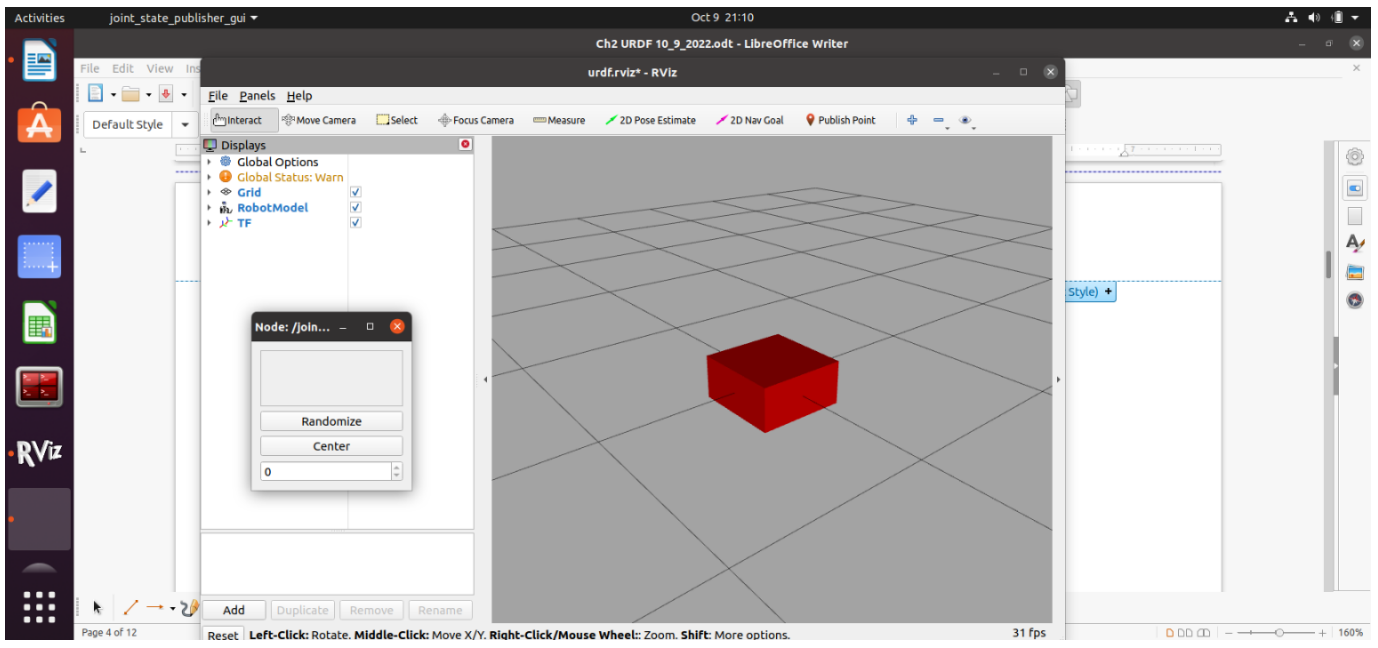 Activities joint_state_publisher_gui Oct 9 21:10
Ch2 URDF 10_9_2022.odt - LibreOffice Writer
File Edit View Ins
urdf.rviz* - RViz
File Panels Help
Default Style
Interact Move Camera Select Focus Camera Measure 2D Pose Estimate 2D Nav Goal Publish Point
Displays
Global Options
Global Status: Warn
Grid
RobotModel
TF
7
Style)
Node: /join...
Randomize
Center
0
RViz
Add Duplicate Remove Rename
Reset Left-Click: Rotate. Middle-Click: Move X/Y. Right-Click/Mouse Wheel:: Zoom. Shift: More options. 31 fps
Page 4 of 12 160%